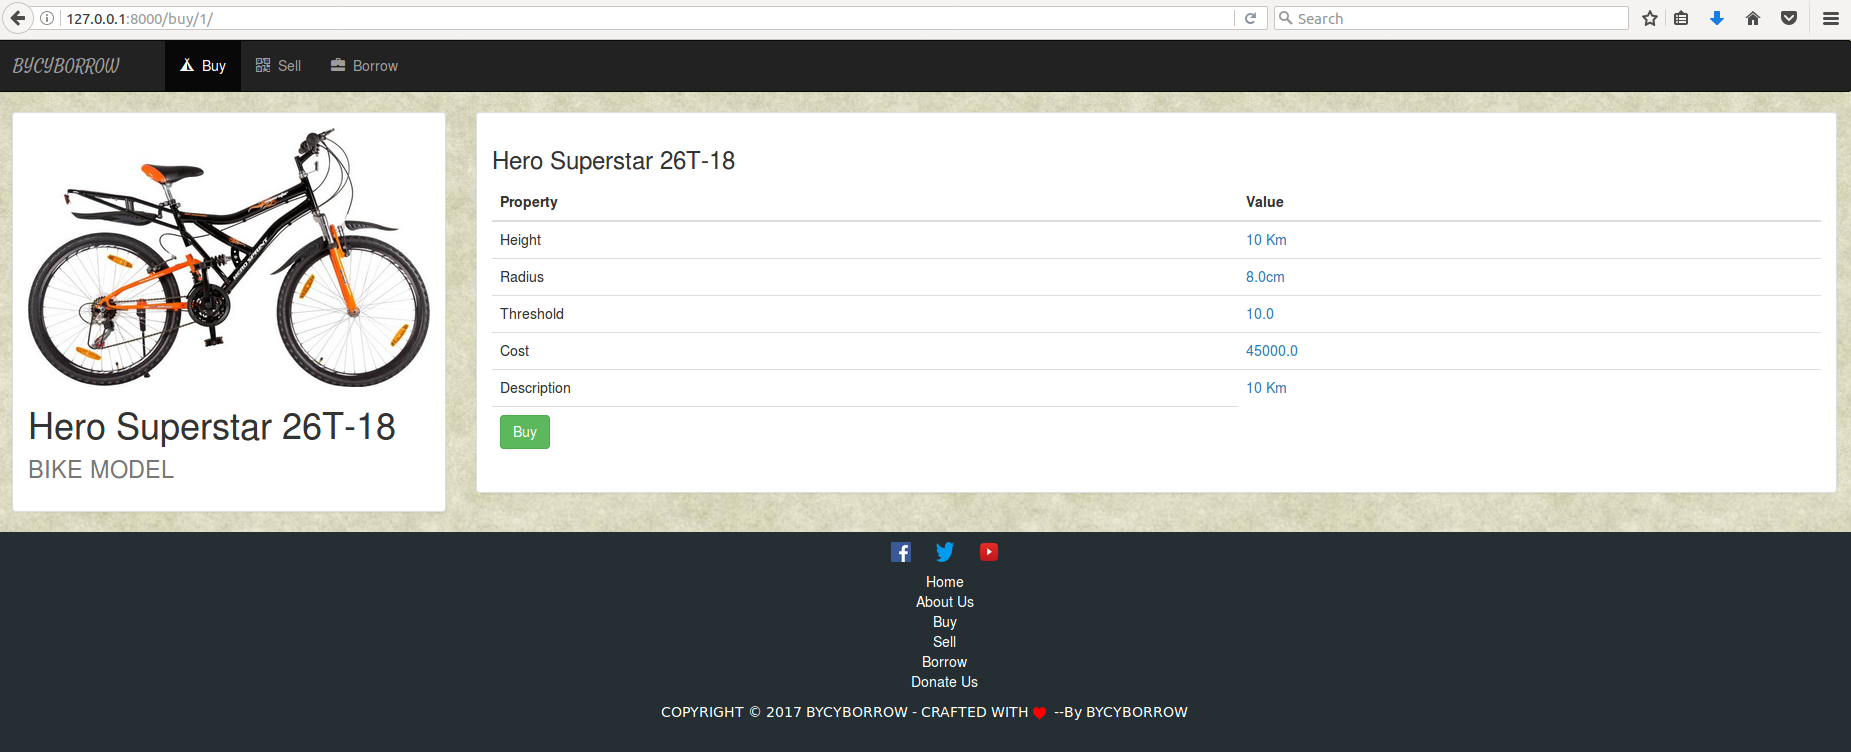 127.0.0.1:8000/buy/1/
Search
BYCYBORROW
Buy
Sell
Borrow
HERO SPRINT
Hero Superstar 26T-18
BIKE MODEL
Hero Superstar 26T-18
Property Value
Height 10 Km
Radius 8.0cm
Threshold 10.0
Cost 45000.0
Description 10 Km
Buy
Home
About Us
Buy
Sell
Borrow
Donate Us
COPYRIGHT © 2017 BYCYBORROW - CRAFTED WITH ♥ --By BYCYBORROW